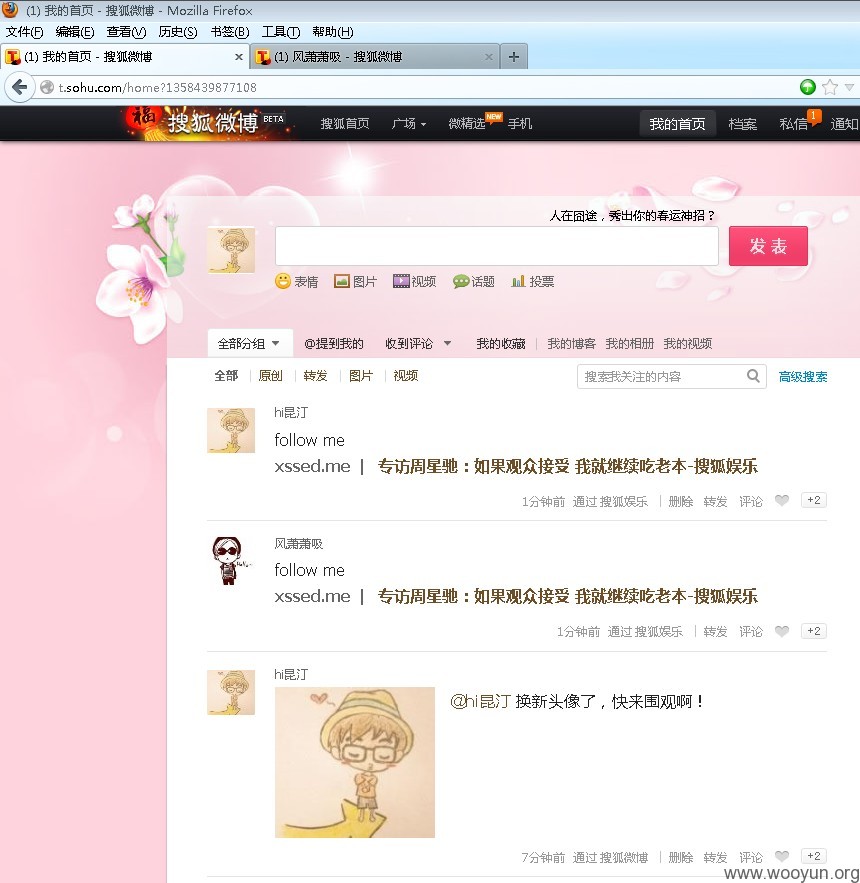 (1) 我的首页 - 搜狐微博 - Mozilla Firefox
文件(F) 编辑(E) 查看(V) 历史(S) 书签(B) 工具(T) 帮助(H)
(1) 我的首页 - 搜狐微博 × (1) 风萧萧吸 - 搜狐微博 × +
t.sohu.com/home?1358439877108
福 搜狐微博 BETA 搜狐首页 广场 微精选 NEW 手机 我的首页 档案 私信 1 通知
人在囧途，秀出你的春运神招？
发表
表情 图片 视频 话题 投票
全部分组 @提到我的 收到评论 我的收藏 | 我的博客 我的相册 我的视频
全部 | 原创 | 转发 | 图片 | 视频 搜索我关注的内容 高级搜索
hi昆汀
follow me
xssed.me | 专访周星驰：如果观众接受 我就继续吃老本-搜狐娱乐
1分钟前 通过 搜狐娱乐 | 删除 转发 评论 +2
风萧萧吸
follow me
xssed.me | 专访周星驰：如果观众接受 我就继续吃老本-搜狐娱乐
1分钟前 通过 搜狐娱乐 | 转发 评论 +2
hi昆汀
@hi昆汀 换新头像了，快来围观啊！
7分钟前 通过 搜狐微博 | 删除 转发 评论 +2
www.wooyun.org